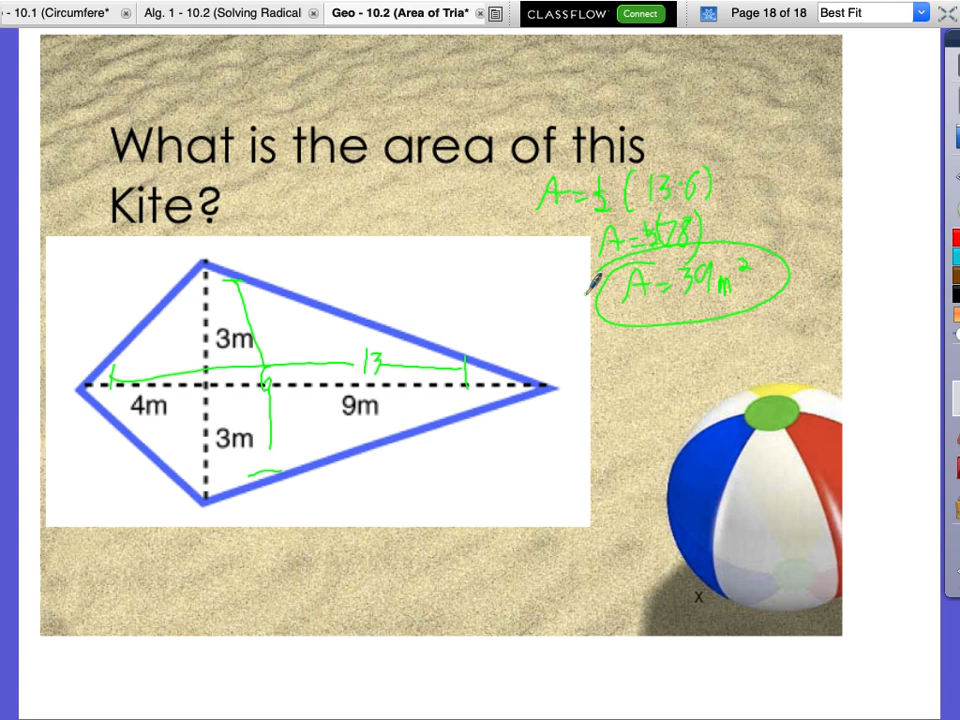 - 10.1 (Circumfere* Alg. 1 - 10.2 (Solving Radical Geo - 10.2 (Area of Tria* CLASSFLOW Connect Page 18 of 18 Best Fit
What is the area of this
Kite?
A = ½ (13·6)
A = ½(78)
A = 39m²
3m
13
6
4m
9m
3m
x